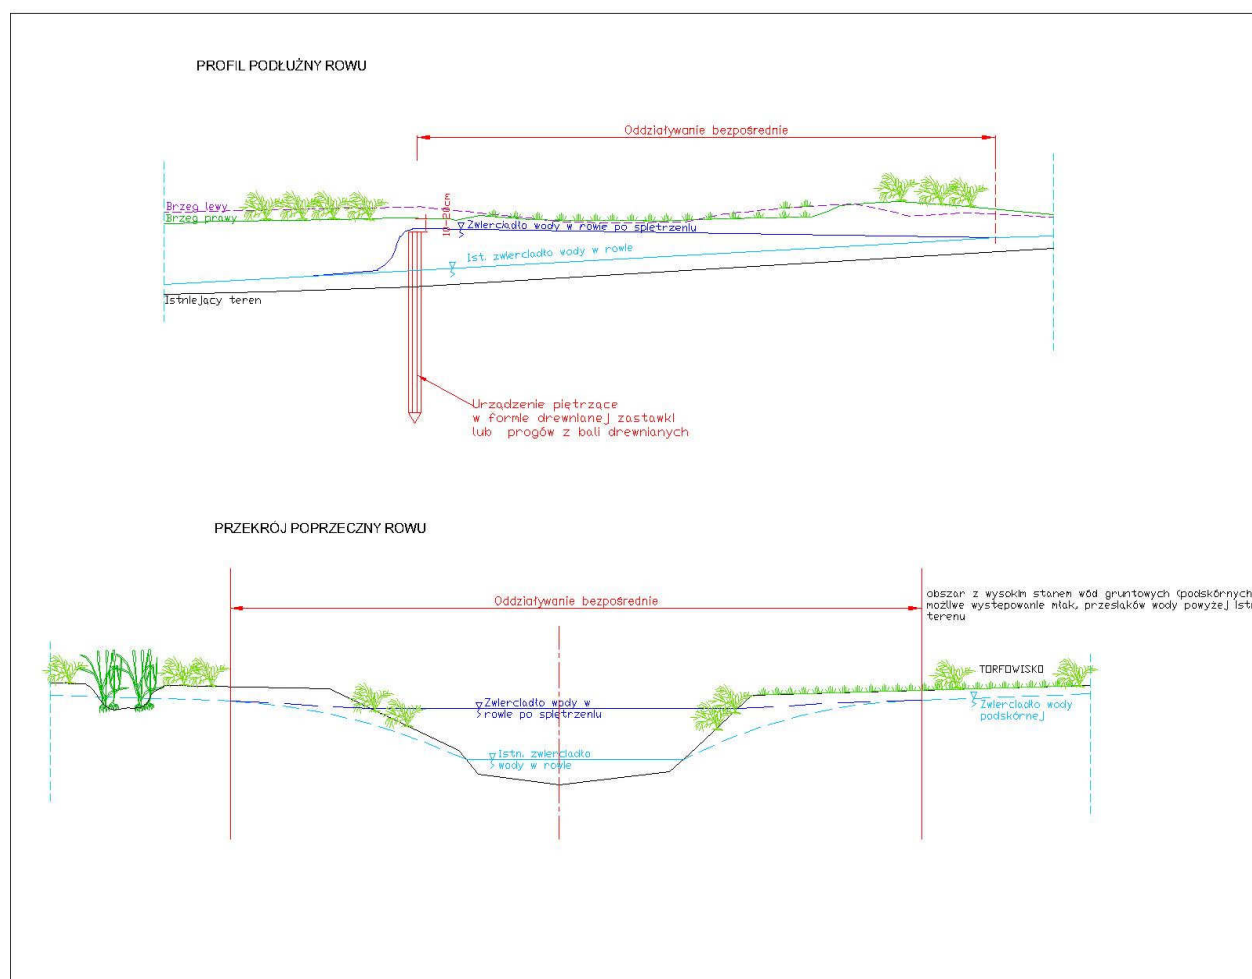 PROFIL PODŁUŻNY ROWU
Oddziaływanie bezpośrednie
Brzeg lewy
Brzeg prawy
10-20cm
Zwierciadło wody w rowie po spiętrzeniu
Ist. zwierciadło wody w rowie
Istniejący teren
Urządzenie piętrzące
w formie drewnianej zastawki
lub progów z bali drewnianych
PRZEKRÓJ POPRZECZNY ROWU
Oddziaływanie bezpośrednie
obszar z wysokim stanem wód gruntowych (podskórnych
możliwe występowanie młak, przesiąków wody powyżej
terenu
TORFOWISKO
Zwierciadło wody w
rowie po spiętrzeniu
Zwierciadło wody
podskórnej
Istn. zwierciadło
wody w rowie